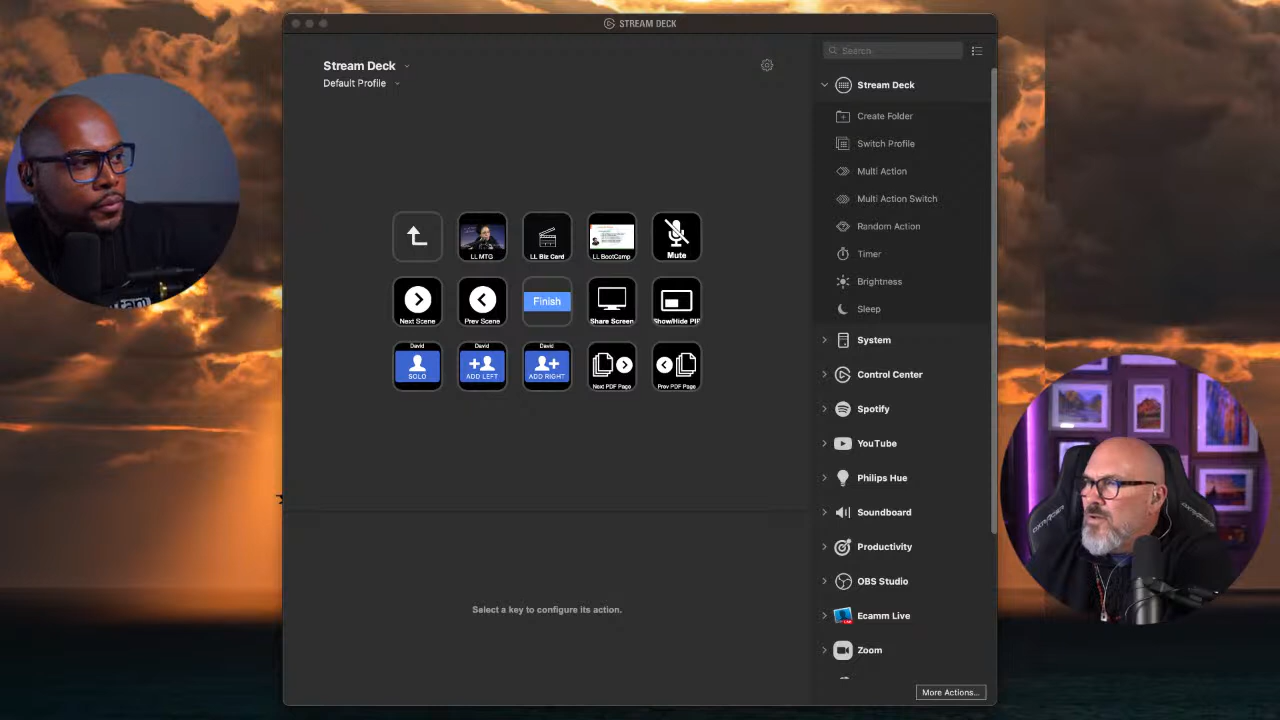 STREAM DECK
Stream Deck
Default Profile
LL MTG
LL Biz Card
LL BootCamp
Mute
Next Scene
Prev Scene
Finish
Share Screen
Show/Hide PIP
David
SOLO
David
ADD LEFT
David
ADD RIGHT
Next PDF Page
Prev PDF Page
Select a key to configure its action.
Search
Stream Deck
Create Folder
Switch Profile
Multi Action
Multi Action Switch
Random Action
Timer
Brightness
Sleep
System
Control Center
Spotify
YouTube
Philips Hue
Soundboard
Productivity
OBS Studio
Ecamm Live
Zoom
More Actions...